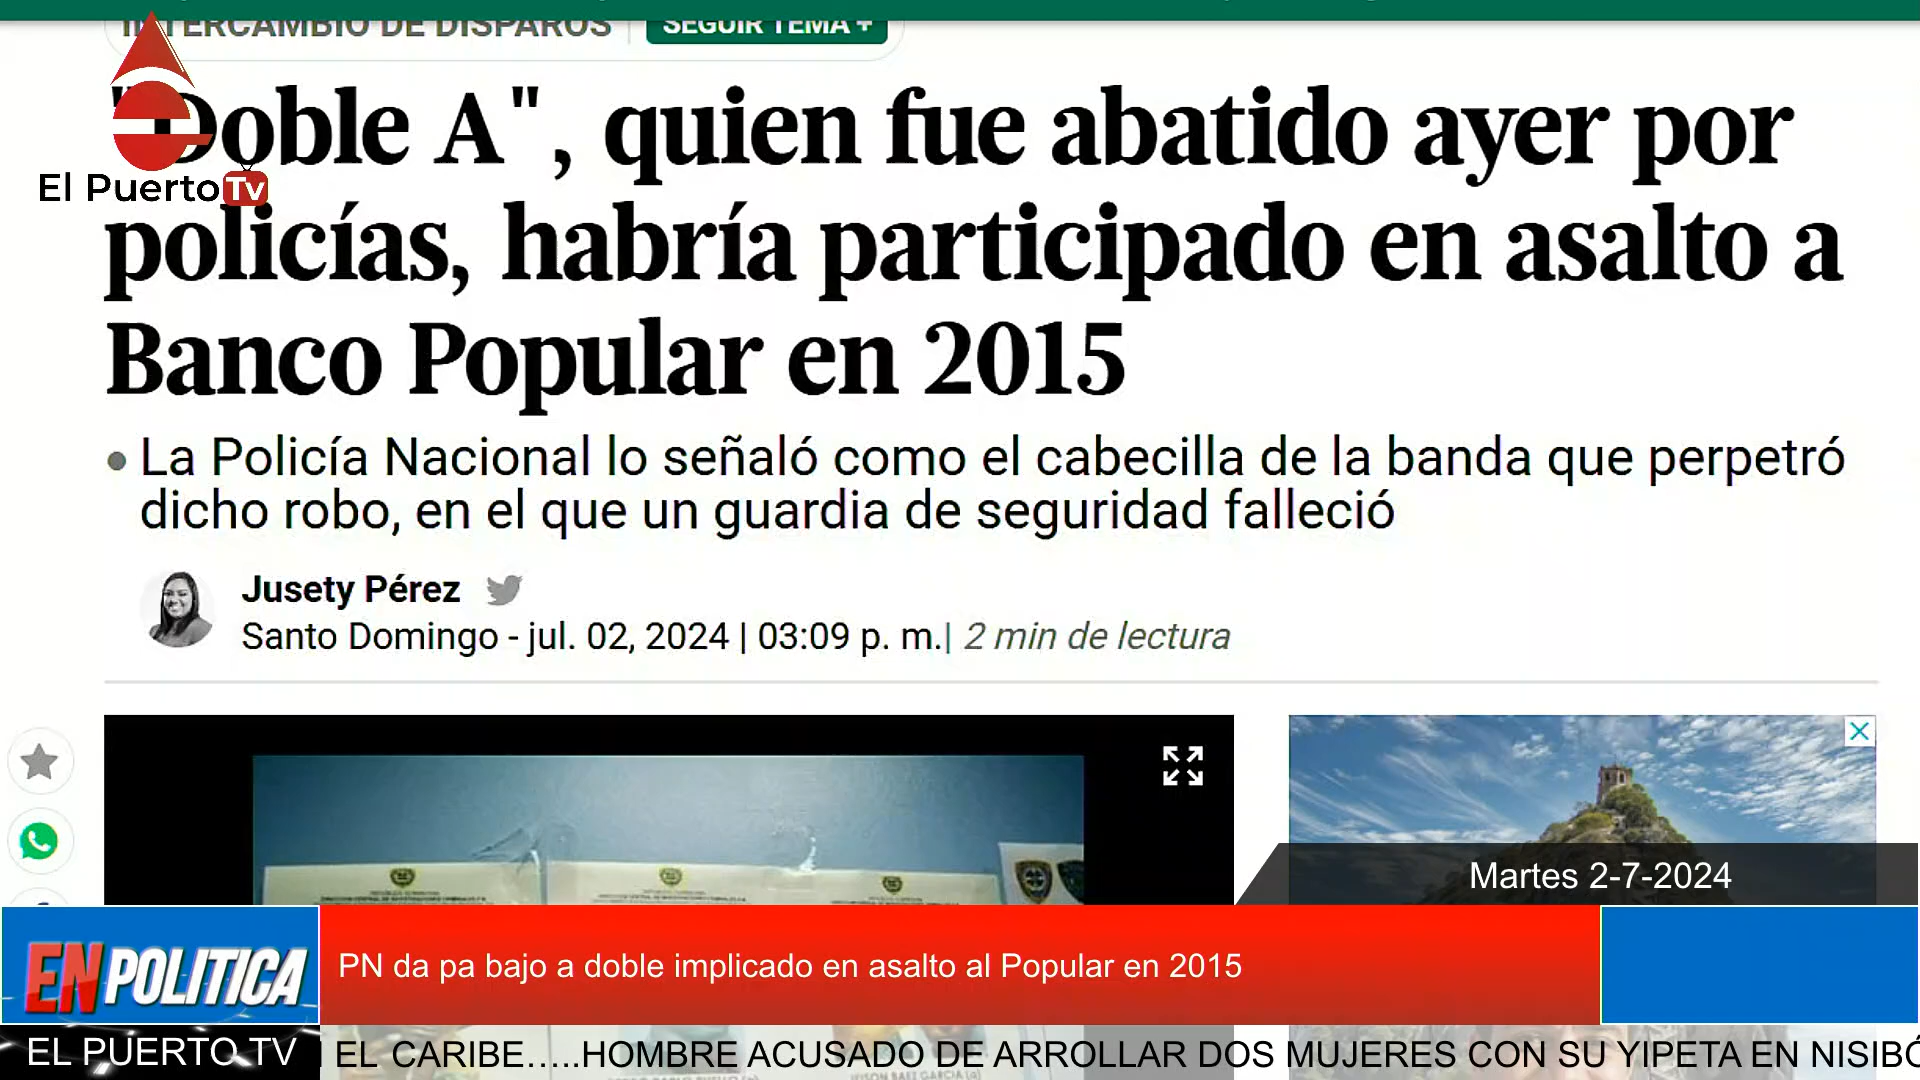 INTERCAMBIO DE DISPAROS
SEGUIR TEMA +
"Doble A", quien fue abatido ayer por
policías, habría participado en asalto a
Banco Popular en 2015
El Puerto Tv
La Policía Nacional lo señaló como el cabecilla de la banda que perpetró
dicho robo, en el que un guardia de seguridad falleció
Jusety Pérez
Santo Domingo - jul. 02, 2024 | 03:09 p. m.| 2 min de lectura
Martes 2-7-2024
EN POLITICA
PN da pa bajo a doble implicado en asalto al Popular en 2015
EL PUERTO TV
EL CARIBE.....HOMBRE ACUSADO DE ARROLLAR DOS MUJERES CON SU YIPETA EN NISIBÓ